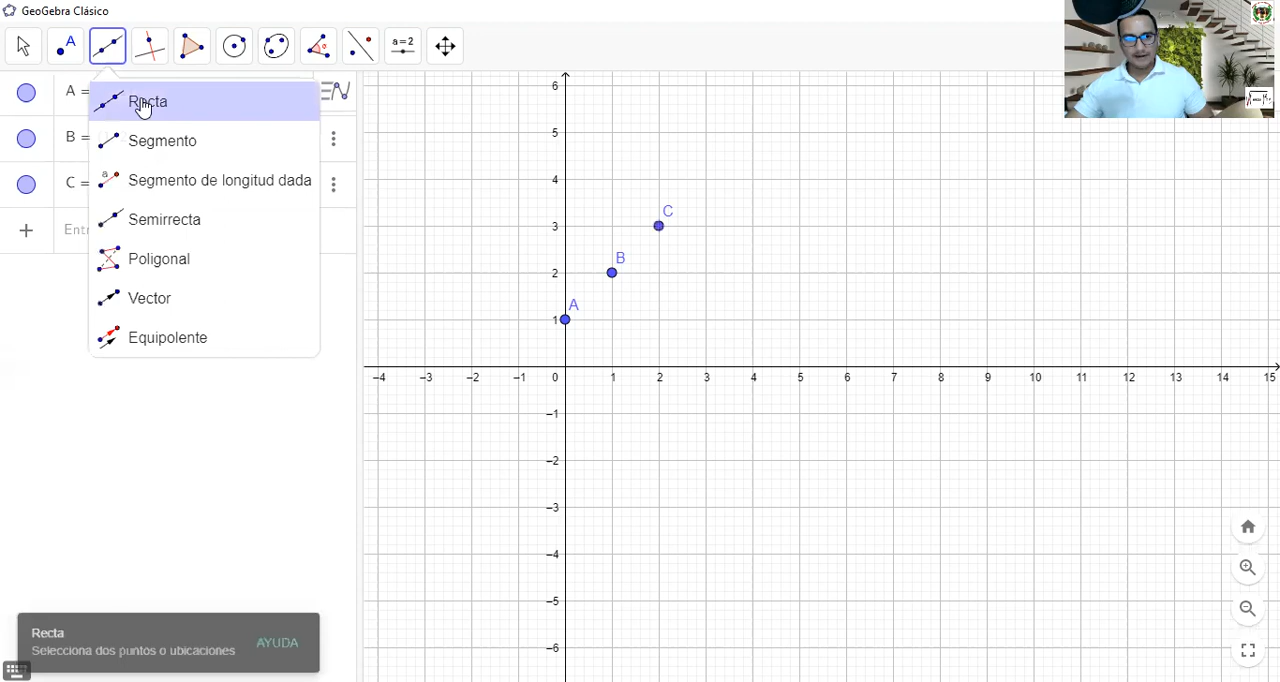 GeoGebra Clásico
A
a=2
A =
B =
C =
Entr
Recta
Segmento
a
Segmento de longitud dada
Semirrecta
Poligonal
Vector
Equipolente
6
5
4
3
2
1
C
B
A
−4 −3 −2 −1 0 1 2 3 4 5 6 7 8 9 10 11 12 13 14 15
−1
−2
−3
−4
−5
−6
Recta
Selecciona dos puntos o ubicaciones
AYUDA